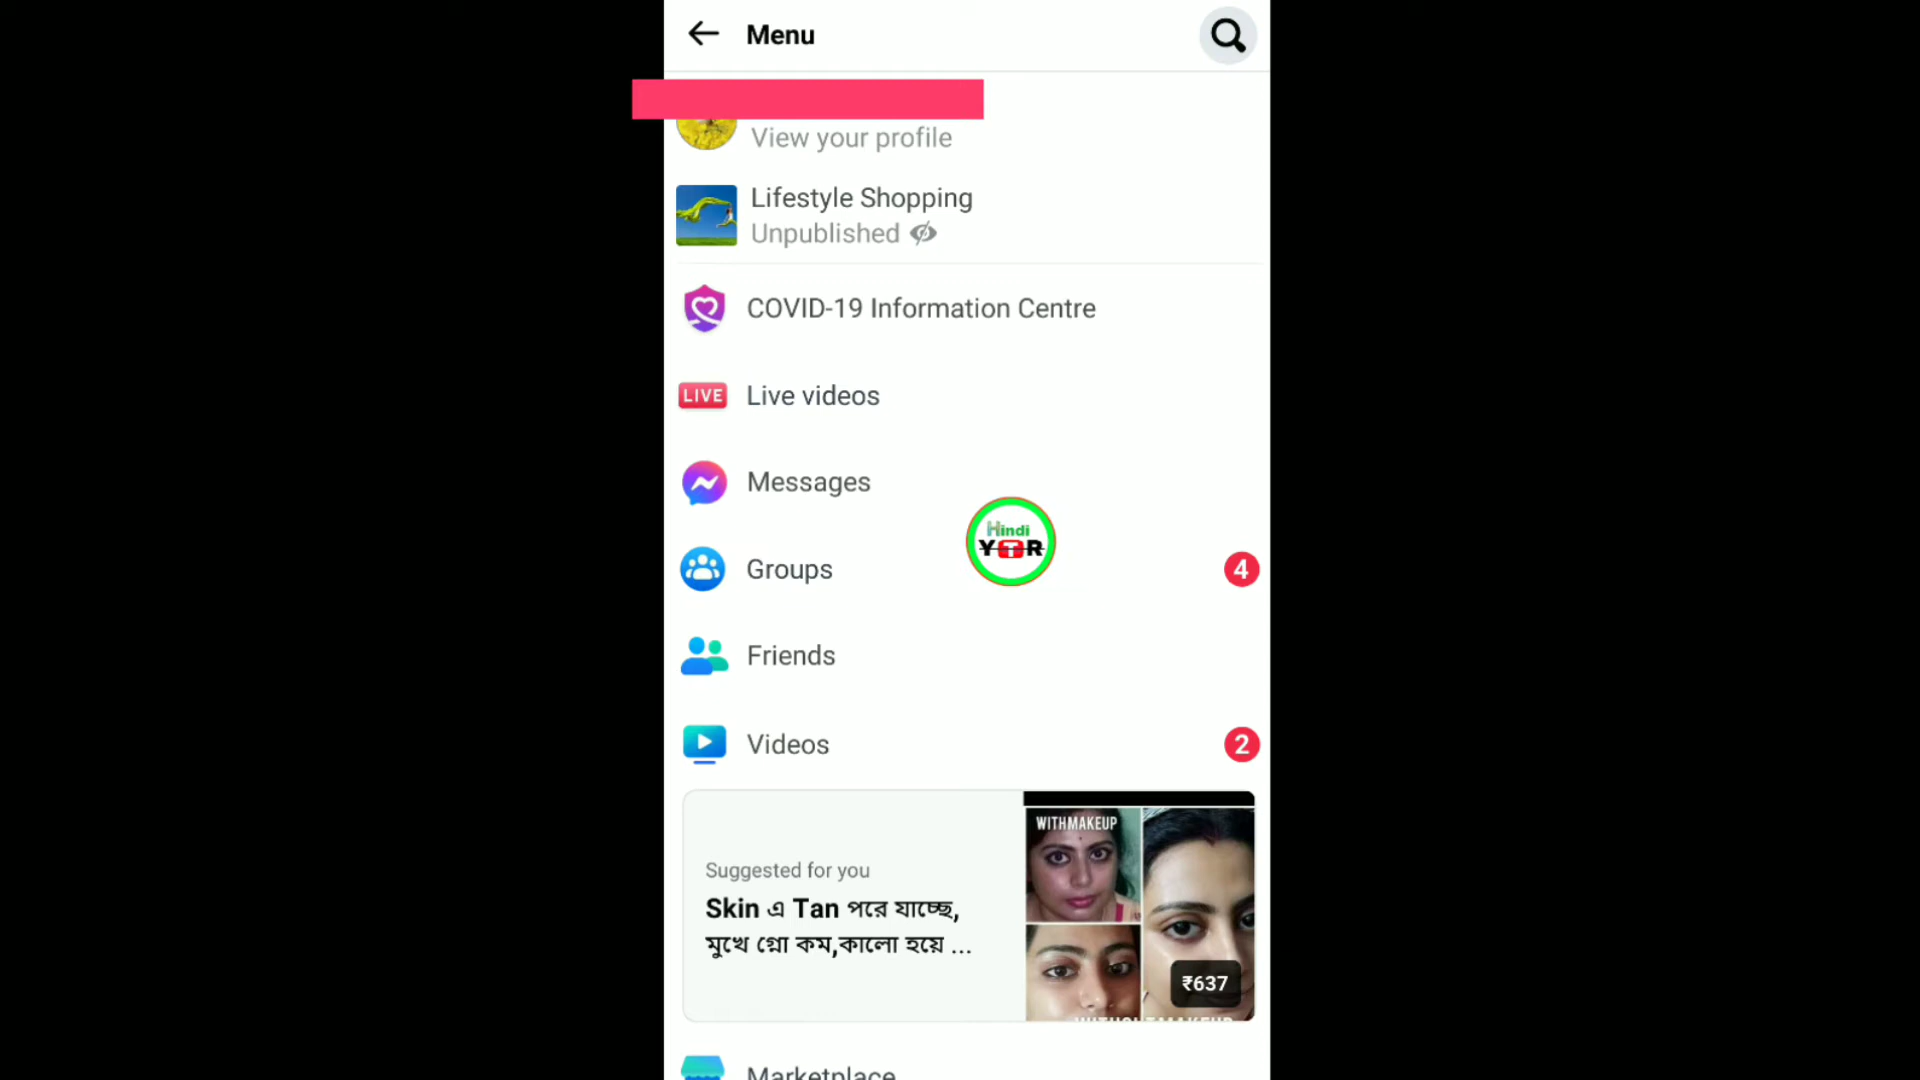 Menu
View your profile
Lifestyle Shopping
Unpublished
COVID-19 Information Centre
LIVE Live videos
Messages
Hindi
YTR
Groups 4
Friends
Videos 2
WITHMAKEUP
Suggested for you
Skin এ Tan পরে যাচ্ছে,
মুখে গ্লো কম,কালো হয়ে ...
₹637
WITHOUTMAKEUP
Marketplace